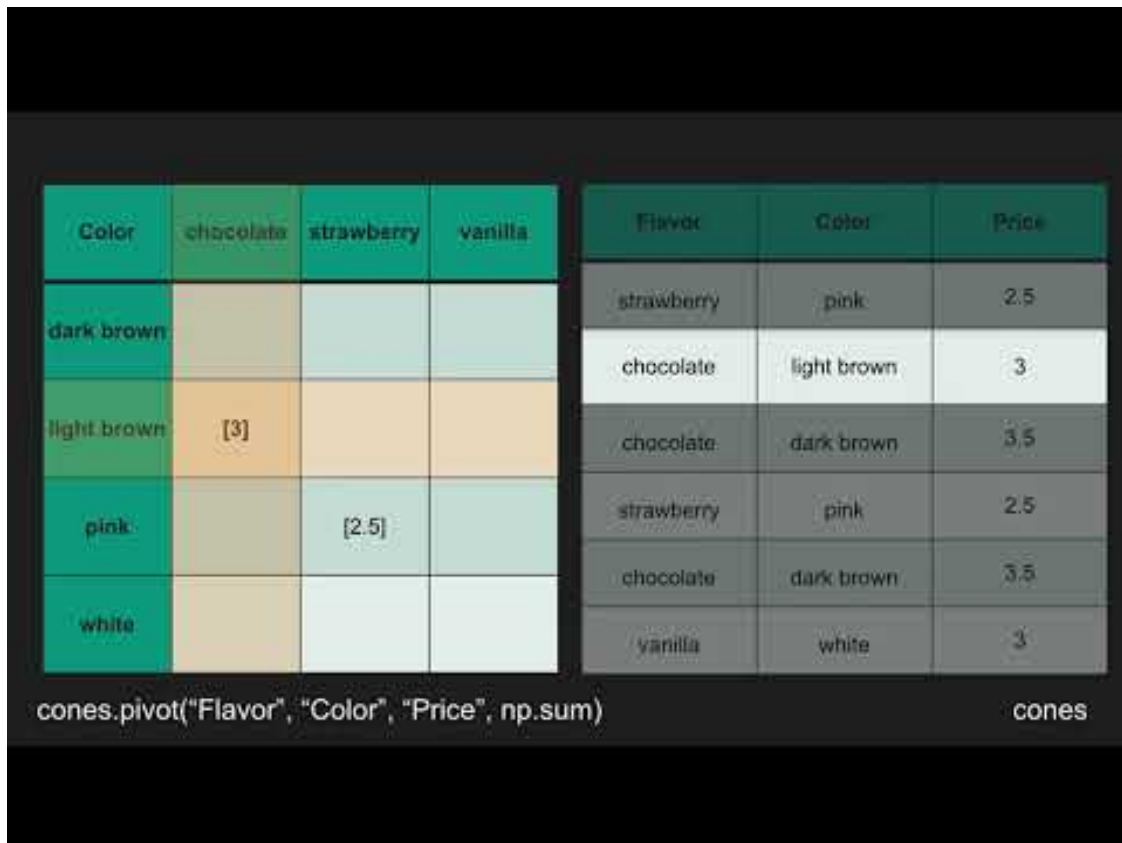 Color chocolate strawberry vanilla
dark brown
light brown [3]
pink [2.5]
white
Flavor Color Price
strawberry pink 2.5
chocolate light brown 3
chocolate dark brown 3.5
strawberry pink 2.5
chocolate dark brown 3.5
vanilla white 3
cones.pivot(“Flavor”, “Color”, “Price”, np.sum)
cones